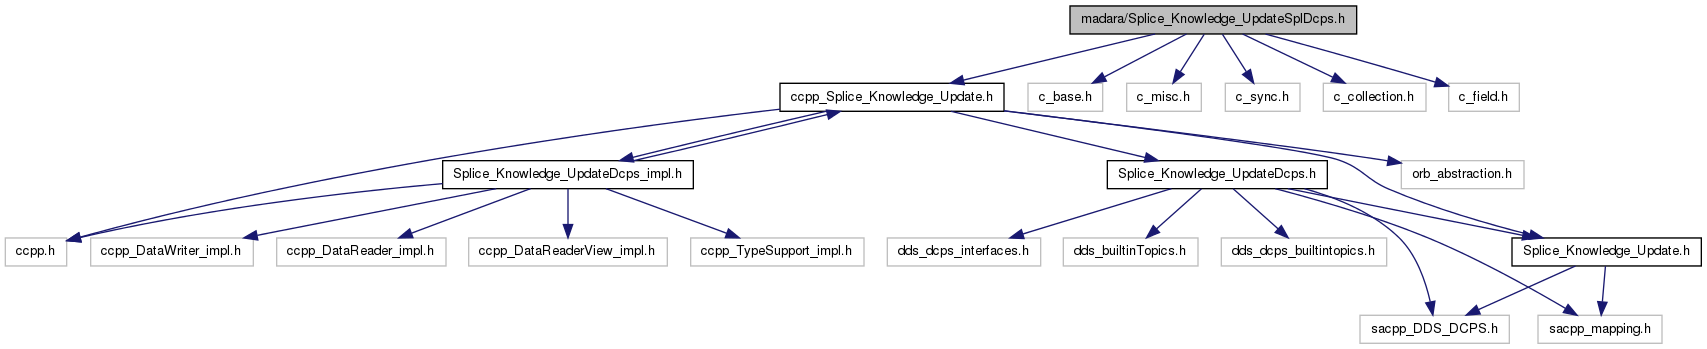 madara/Splice_Knowledge_UpdateSplDcps.h
ccpp_Splice_Knowledge_Update.h
c_base.h
c_misc.h
c_sync.h
c_collection.h
c_field.h
Splice_Knowledge_UpdateDcps_impl.h
Splice_Knowledge_UpdateDcps.h
orb_abstraction.h
ccpp.h
ccpp_DataWriter_impl.h
ccpp_DataReader_impl.h
ccpp_DataReaderView_impl.h
ccpp_TypeSupport_impl.h
dds_dcps_interfaces.h
dds_builtinTopics.h
dds_dcps_builtintopics.h
Splice_Knowledge_Update.h
sacpp_DDS_DCPS.h
sacpp_mapping.h